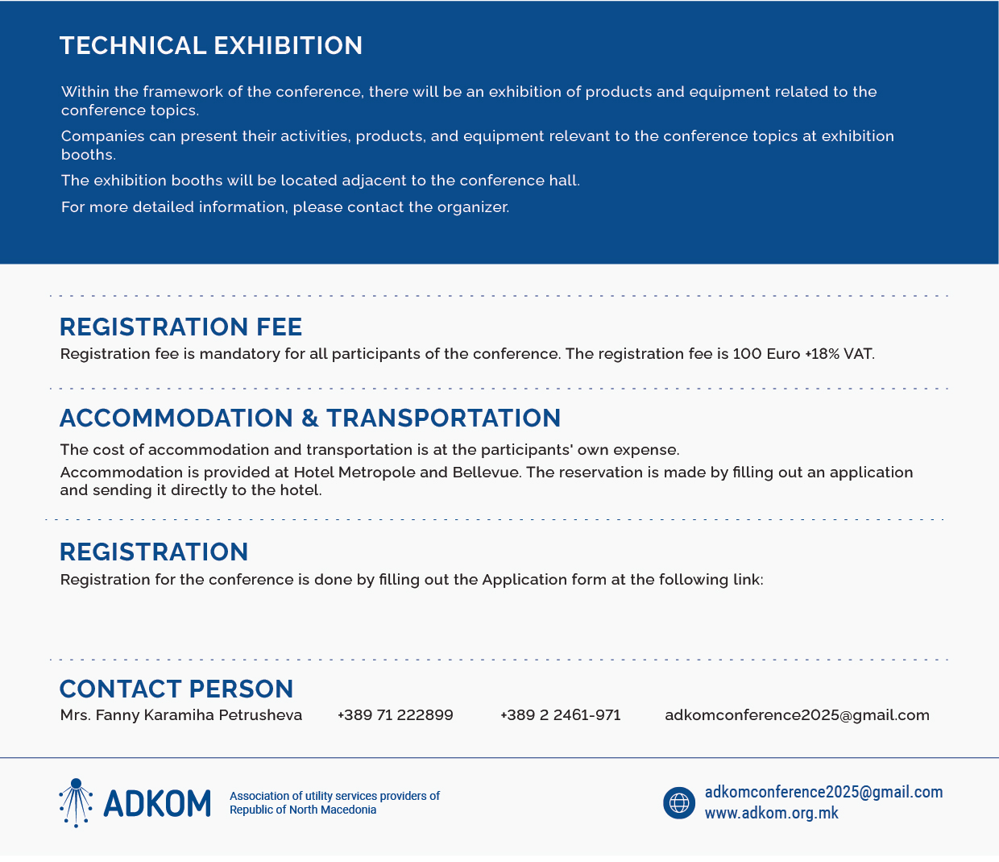 TECHNICAL EXHIBITION
Within the framework of the conference, there will be an exhibition of products and equipment related to the
conference topics.
Companies can present their activities, products, and equipment relevant to the conference topics at exhibition
booths.
The exhibition booths will be located adjacent to the conference hall.
For more detailed information, please contact the organizer.
REGISTRATION FEE
Registration fee is mandatory for all participants of the conference. The registration fee is 100 Euro +18% VAT.
ACCOMMODATION & TRANSPORTATION
The cost of accommodation and transportation is at the participants' own expense.
Accommodation is provided at Hotel Metropole and Bellevue. The reservation is made by filling out an application
and sending it directly to the hotel.
REGISTRATION
Registration for the conference is done by filling out the Application form at the following link:
CONTACT PERSON
Mrs. Fanny Karamiha Petrusheva +389 71 222899 +389 2 2461-971 adkomconference2025@gmail.com
ADKOM
Association of utility services providers of
Republic of North Macedonia
adkomconference2025@gmail.com
www.adkom.org.mk